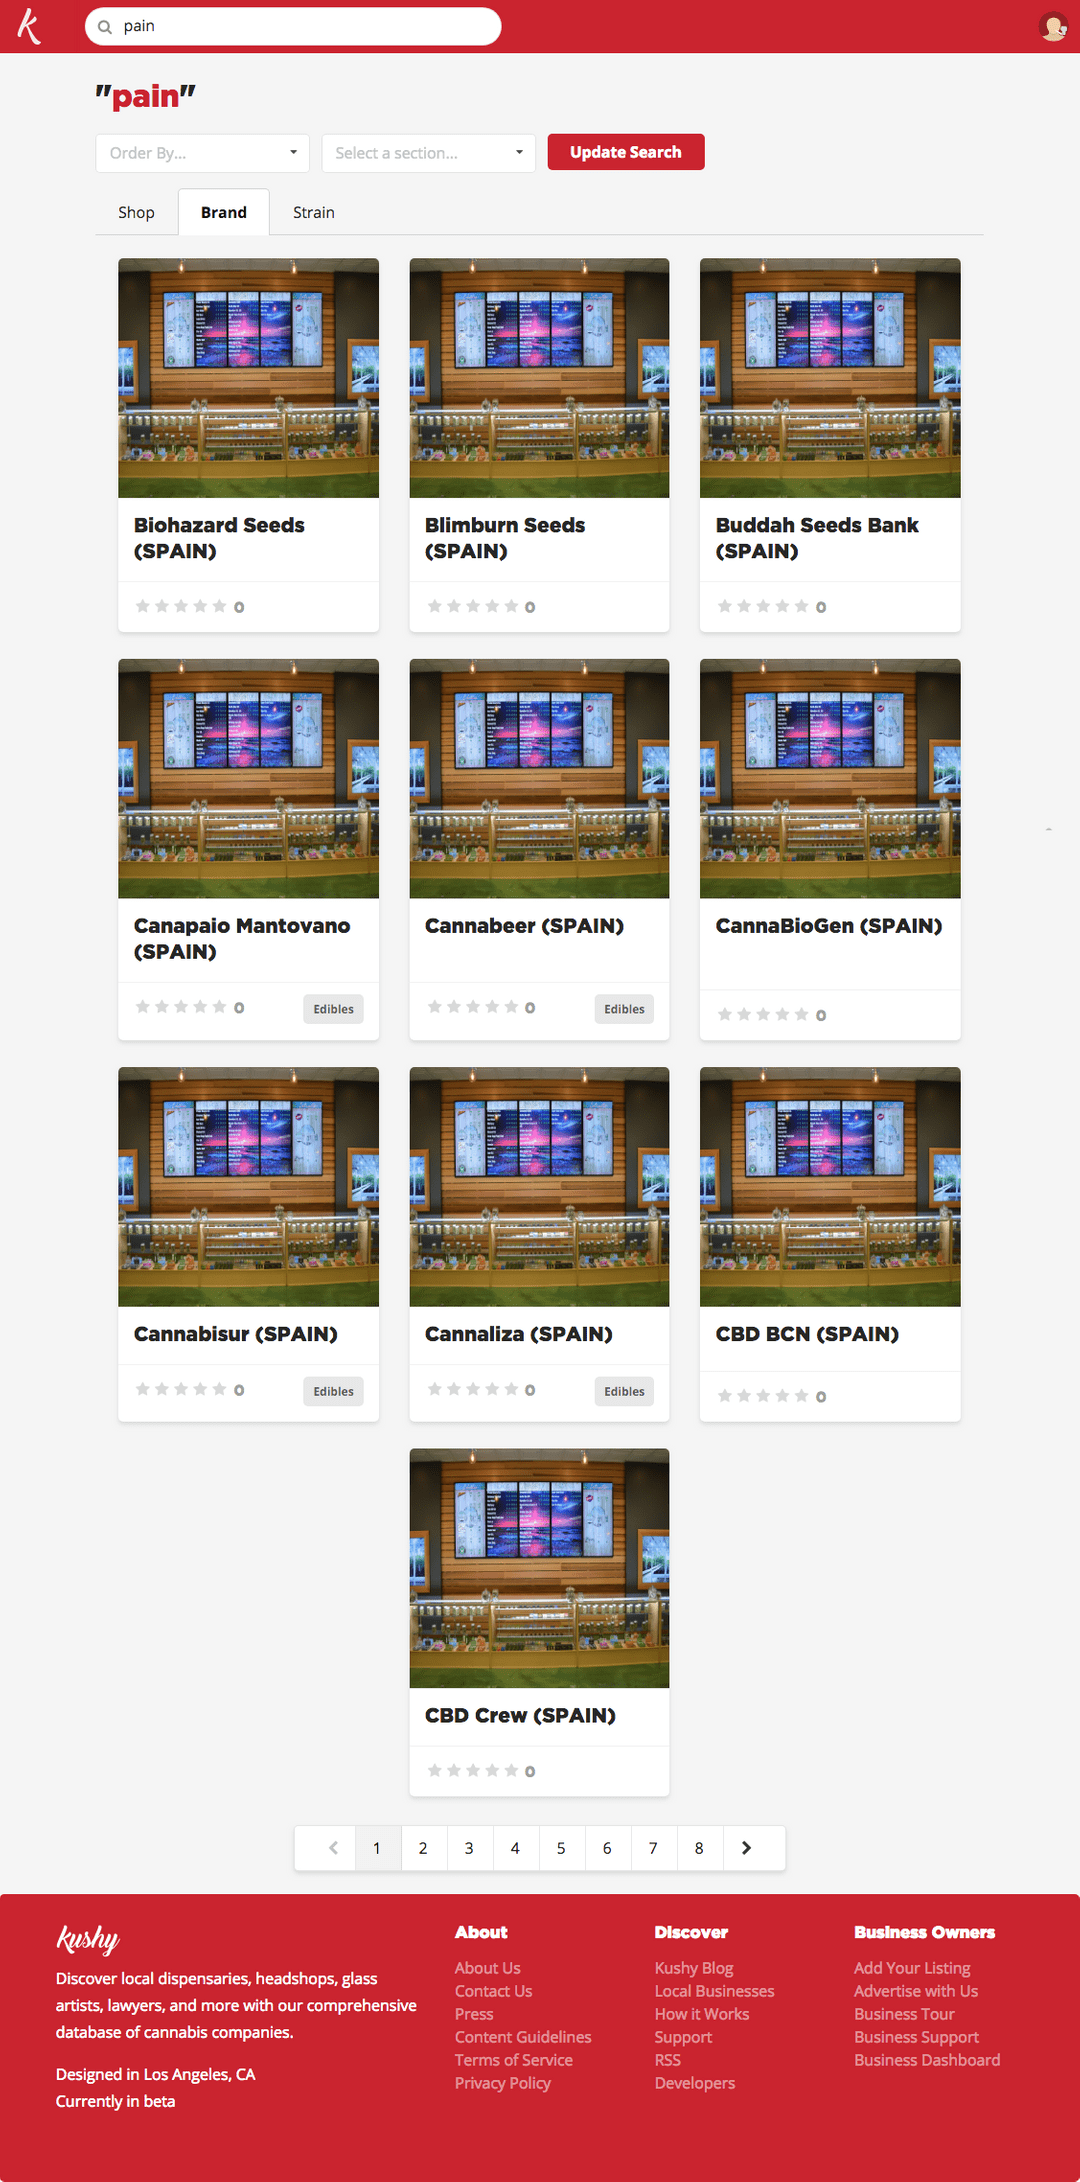 K
pain
"pain"
Order By...
Select a section...
Update Search
Shop
Brand
Strain
Biohazard Seeds
(SPAIN)
0
Blimburn Seeds
(SPAIN)
0
Buddah Seeds Bank
(SPAIN)
0
Canapaio Mantovano
(SPAIN)
0
Edibles
Cannabeer (SPAIN)
0
Edibles
CannaBioGen (SPAIN)
0
Cannabisur (SPAIN)
0
Edibles
Cannaliza (SPAIN)
0
Edibles
CBD BCN (SPAIN)
0
CBD Crew (SPAIN)
0
1 2 3 4 5 6 7 8
kushy
Discover local dispensaries, headshops, glass
artists, lawyers, and more with our comprehensive
database of cannabis companies.
Designed in Los Angeles, CA
Currently in beta
About
About Us
Contact Us
Press
Content Guidelines
Terms of Service
Privacy Policy
Discover
Kushy Blog
Local Businesses
How it Works
Support
RSS
Developers
Business Owners
Add Your Listing
Advertise with Us
Business Tour
Business Support
Business Dashboard